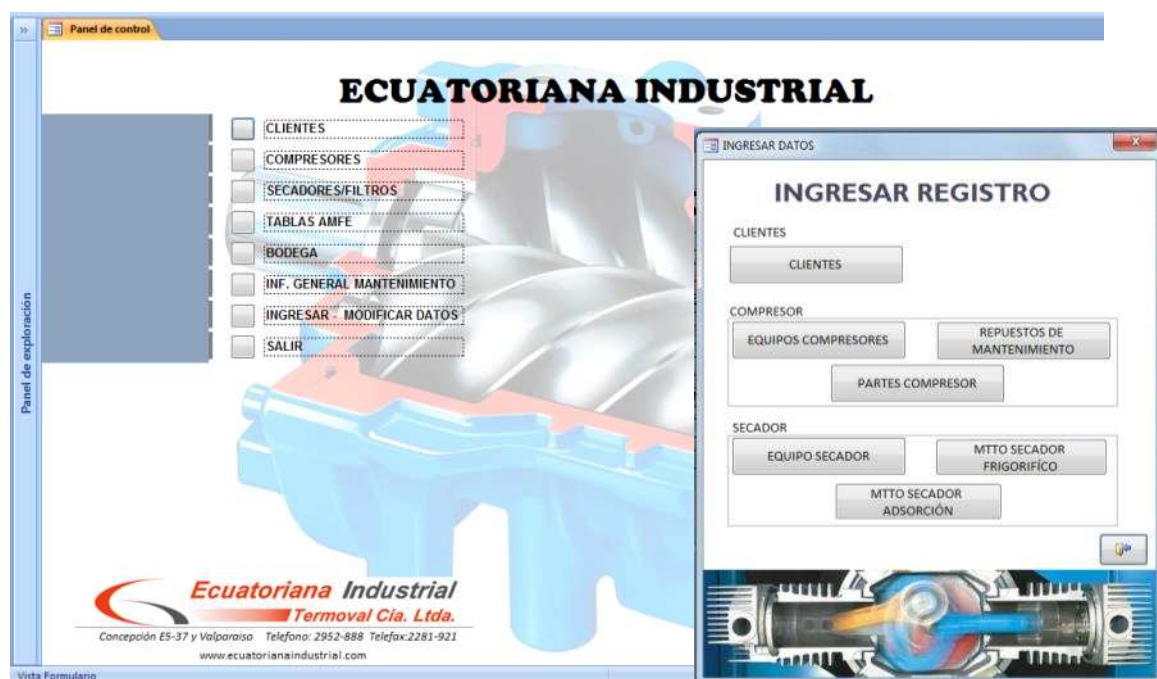 »
Panel de control
ECUATORIANA INDUSTRIAL
CLIENTES
COMPRESORES
SECADORES/FILTROS
TABLAS AMFE
BODEGA
INF. GENERAL MANTENIMIENTO
INGRESAR - MODIFICAR DATOS
SALIR
Panel de exploración
Ecuatoriana Industrial
Termoval Cia. Ltda.
Concepción E5-37 y Valparaiso Telefono: 2952-888 Telefax:2281-921
www.ecuatorianaindustrial.com
Vista Formulario
INGRESAR DATOS
INGRESAR REGISTRO
CLIENTES
CLIENTES
COMPRESOR
EQUIPOS COMPRESORES
REPUESTOS DE
MANTENIMIENTO
PARTES COMPRESOR
SECADOR
EQUIPO SECADOR
MTTO SECADOR
FRIGORIFÍCO
MTTO SECADOR
ADSORCIÓN